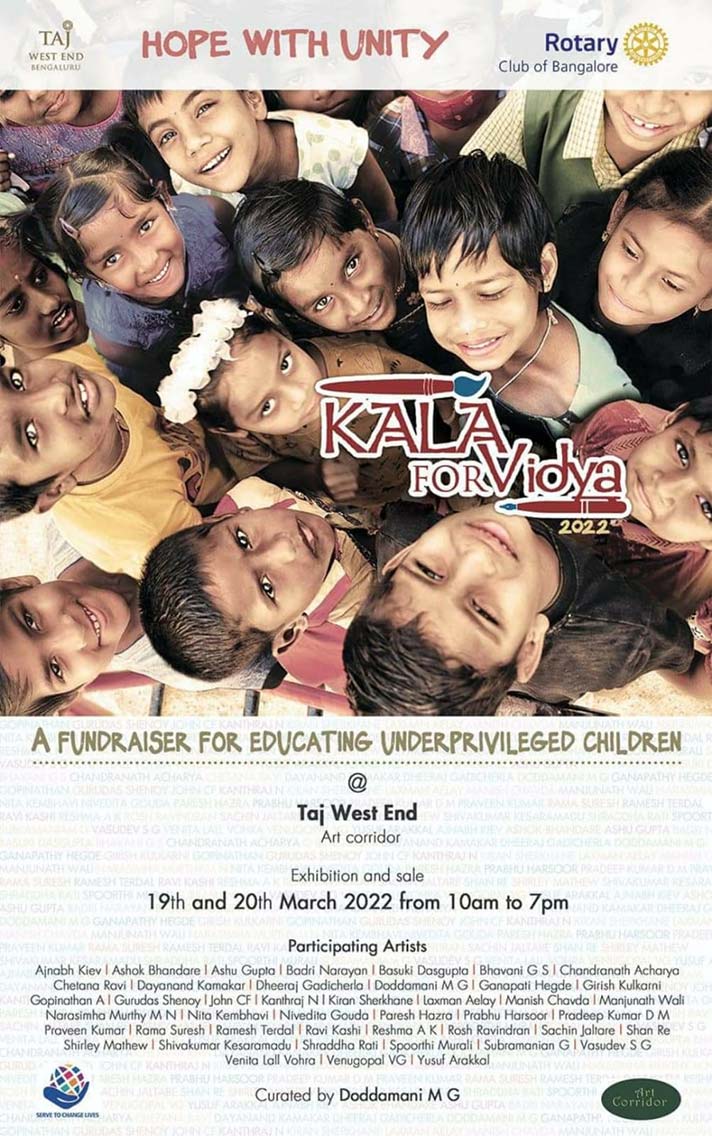 TAJ
WEST END
BENGALURU
HOPE WITH UNITY
Rotary
Club of Bangalore
KALA
FOR Vidya
2022
A FUNDRAISER FOR EDUCATING UNDERPRIVILEGED CHILDREN
@
Taj West End
Art corridor
Exhibition and sale
19th and 20th March 2022 from 10am to 7pm
Participating Artists
Ajnabh Kiev | Ashok Bhandare | Ashu Gupta | Badri Narayan | Basuki Dasgupta | Bhavani G S | Chandranath Acharya
Chetana Ravi | Dayanand Kamakar | Dheeraj Gadicherla | Doddamani M G | Ganapati Hegde | Girish Kulkarni
Gopinathan A | Gurudas Shenoy | John CF | Kanthraj N | Kiran Sherkhane | Laxman Aelay | Manish Chavda | Manjunath Wali
Narasimha Murthy M N | Nita Kembhavi | Nivedita Gouda | Paresh Hazra | Prabhu Harsoor | Pradeep Kumar D M
Praveen Kumar | Rama Suresh | Ramesh Terdal | Ravi Kashi | Reshma A K | Rosh Ravindran | Sachin Jaltare | Shan Re
Shirley Mathew | Shivakumar Kesaramadu | Shraddha Rati | Spoorthi Murali | Subramanian G | Vasudev S G
Venita Lall Vohra | Venugopal VG | Yusuf Arakkal
Curated by Doddamani M G
SERVE TO CHANGE LIVES
Art
Corridor